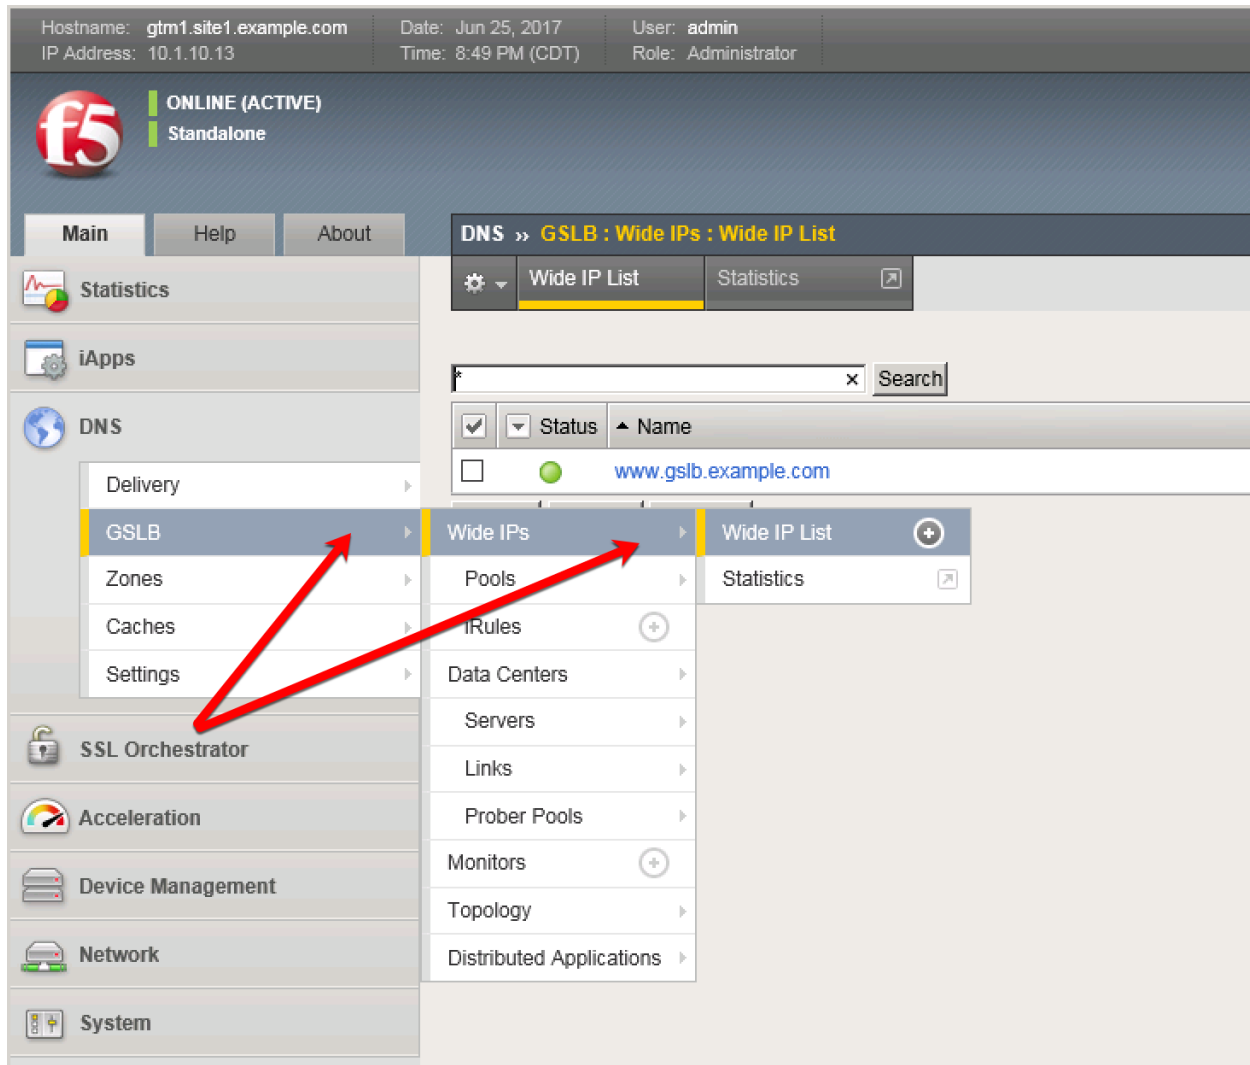 Hostname: gtm1.site1.example.com Date: Jun 25, 2017 User: admin
IP Address: 10.1.10.13 Time: 8:49 PM (CDT) Role: Administrator
f5
ONLINE (ACTIVE)
Standalone
Main Help About
DNS » GSLB : Wide IPs : Wide IP List
Wide IP List Statistics
Statistics
iApps
* × Search
DNS
Status Name
www.gslb.example.com
Delivery
GSLB Wide IPs Wide IP List
Zones Pools Statistics
Caches iRules
Settings Data Centers
Servers
SSL Orchestrator
Links
Acceleration Prober Pools
Monitors
Device Management
Topology
Network Distributed Applications
System